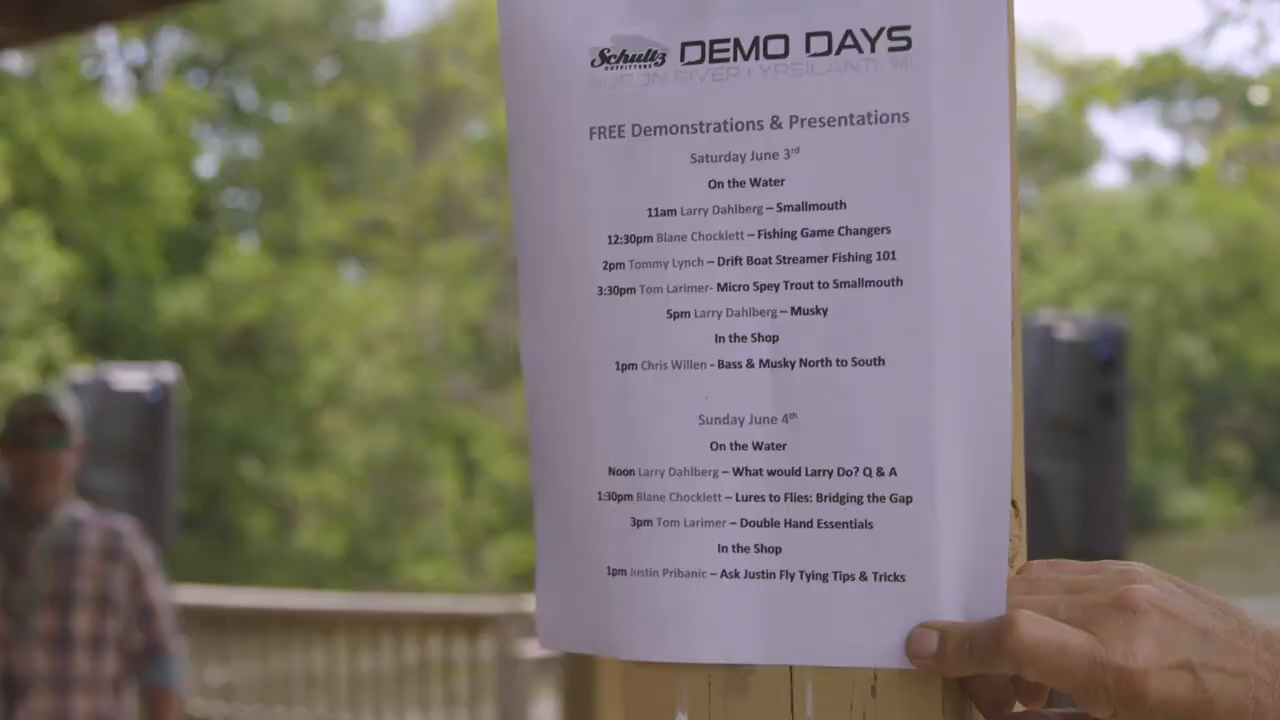 Schultz OUTFITTERS DEMO DAYS
HURON RIVER • YPSILANTI, MI
FREE Demonstrations & Presentations
Saturday June 3rd
On the Water
11am Larry Dahlberg – Smallmouth
12:30pm Blane Chocklett – Fishing Game Changers
2pm Tommy Lynch – Drift Boat Streamer Fishing 101
3:30pm Tom Larimer- Micro Spey Trout to Smallmouth
5pm Larry Dahlberg – Musky
In the Shop
1pm Chris Willen - Bass & Musky North to South
Sunday June 4th
On the Water
Noon Larry Dahlberg – What would Larry Do? Q & A
1:30pm Blane Chocklett – Lures to Flies: Bridging the Gap
3pm Tom Larimer – Double Hand Essentials
In the Shop
1pm Justin Pribanic – Ask Justin Fly Tying Tips & Tricks